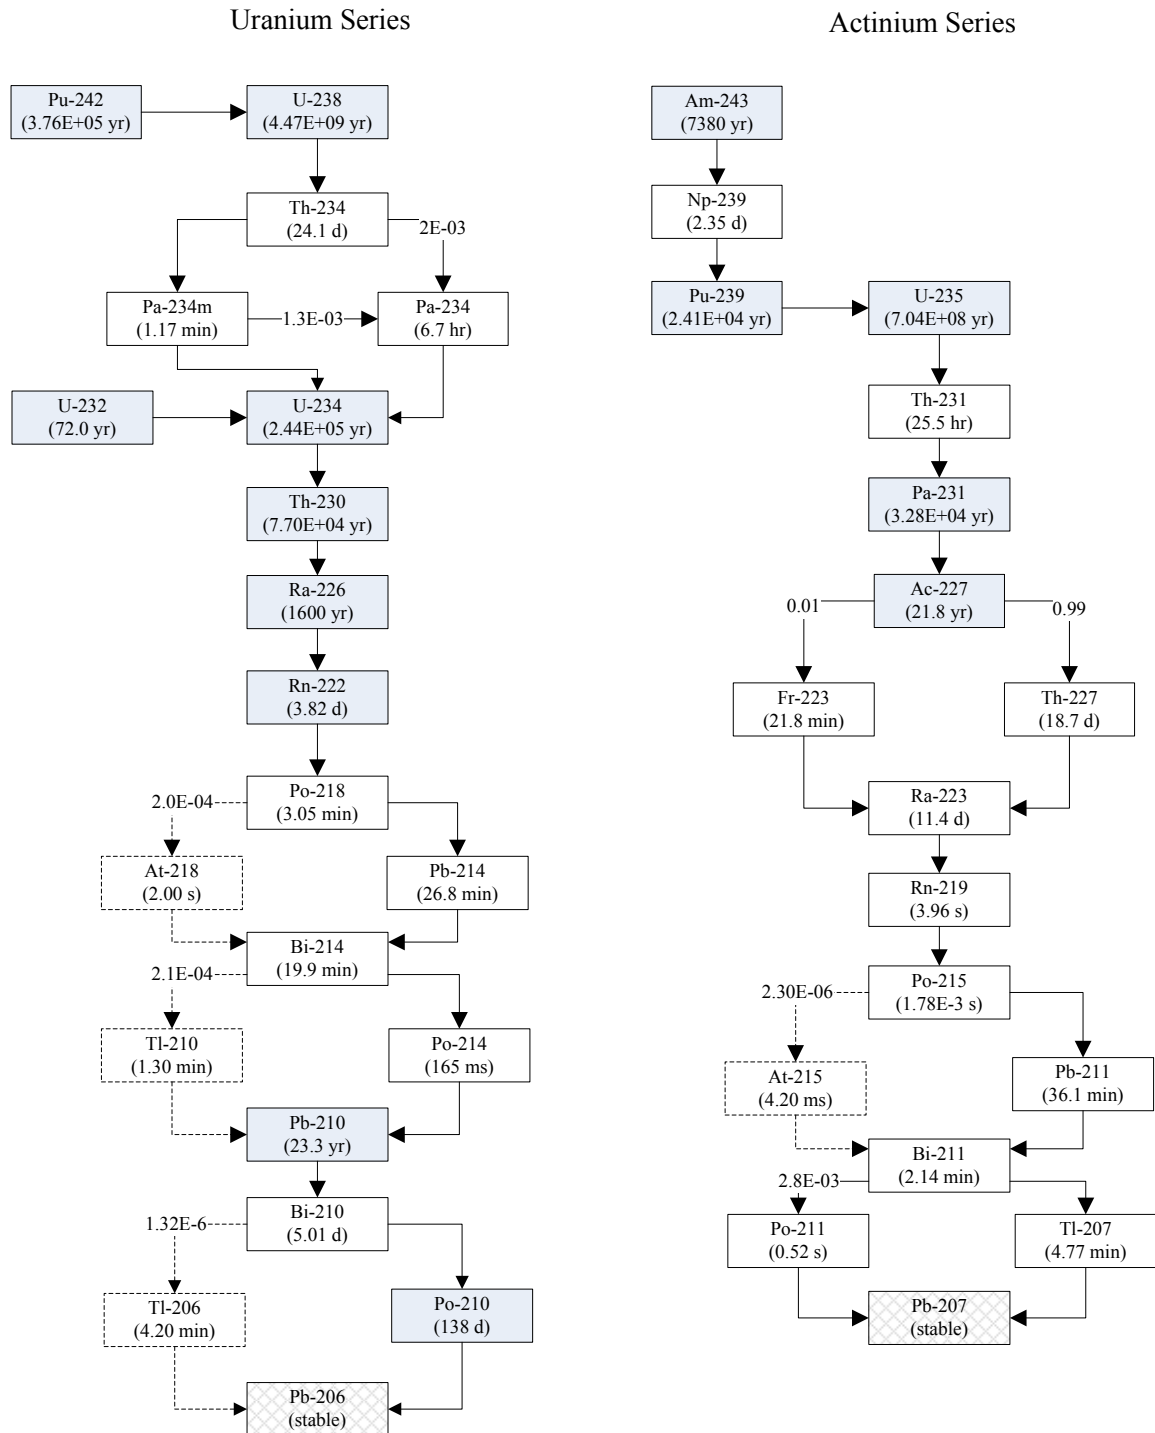 Uranium Series
Pu-242
(3.76E+05 yr)
U-238
(4.47E+09 yr)
Th-234
(24.1 d)
2E-03
Pa-234m
(1.17 min)
1.3E-03
Pa-234
(6.7 hr)
U-232
(72.0 yr)
U-234
(2.44E+05 yr)
Th-230
(7.70E+04 yr)
Ra-226
(1600 yr)
Rn-222
(3.82 d)
Po-218
(3.05 min)
2.0E-04
At-218
(2.00 s)
Pb-214
(26.8 min)
Bi-214
(19.9 min)
2.1E-04
Tl-210
(1.30 min)
Po-214
(165 ms)
Pb-210
(23.3 yr)
Bi-210
(5.01 d)
1.32E-6
Tl-206
(4.20 min)
Po-210
(138 d)
Pb-206
(stable)
Actinium Series
Am-243
(7380 yr)
Np-239
(2.35 d)
Pu-239
(2.41E+04 yr)
U-235
(7.04E+08 yr)
Th-231
(25.5 hr)
Pa-231
(3.28E+04 yr)
Ac-227
(21.8 yr)
0.01
0.99
Fr-223
(21.8 min)
Th-227
(18.7 d)
Ra-223
(11.4 d)
Rn-219
(3.96 s)
Po-215
(1.78E-3 s)
2.30E-06
At-215
(4.20 ms)
Pb-211
(36.1 min)
Bi-211
(2.14 min)
2.8E-03
Po-211
(0.52 s)
Tl-207
(4.77 min)
Pb-207
(stable)